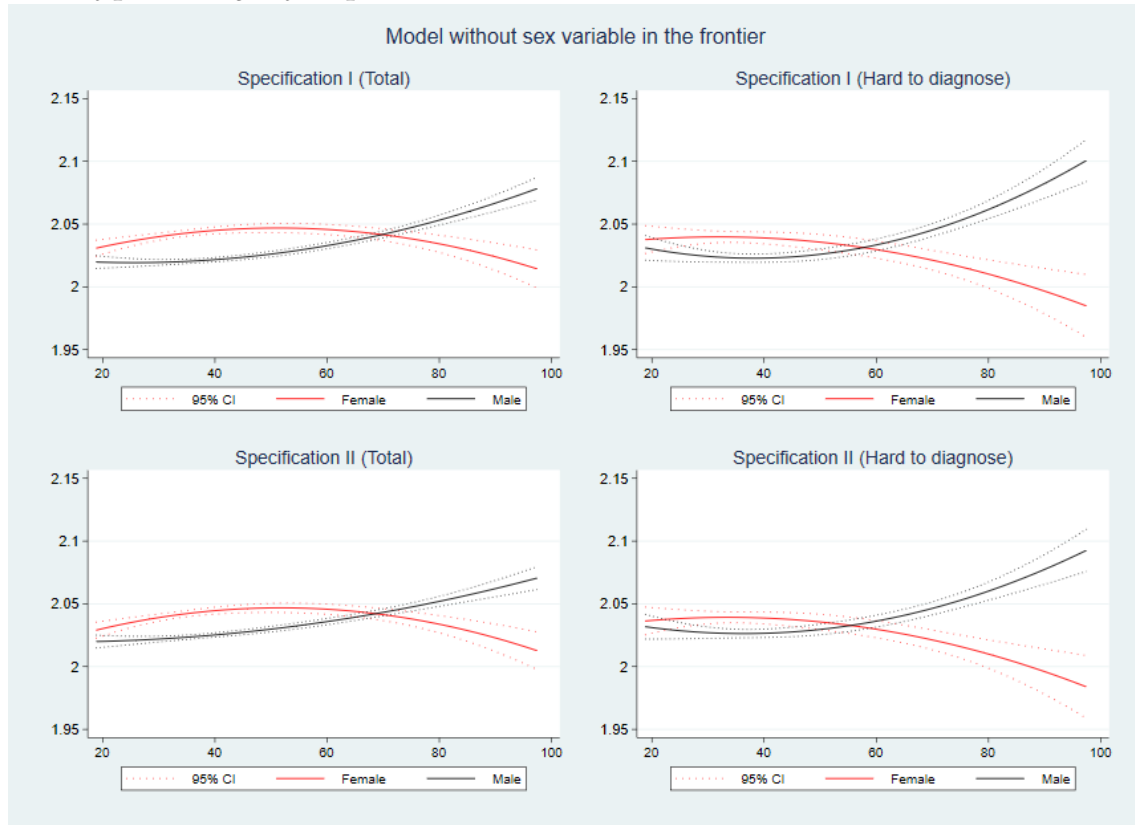 Model without sex variable in the frontier
Specification I (Total)
2.15
2.1
2.05
2
1.95
20 40 60 80 100
95% CI Female Male
Specification I (Hard to diagnose)
2.15
2.1
2.05
2
1.95
20 40 60 80 100
95% CI Female Male
Specification II (Total)
2.15
2.1
2.05
2
1.95
20 40 60 80 100
95% CI Female Male
Specification II (Hard to diagnose)
2.15
2.1
2.05
2
1.95
20 40 60 80 100
95% CI Female Male